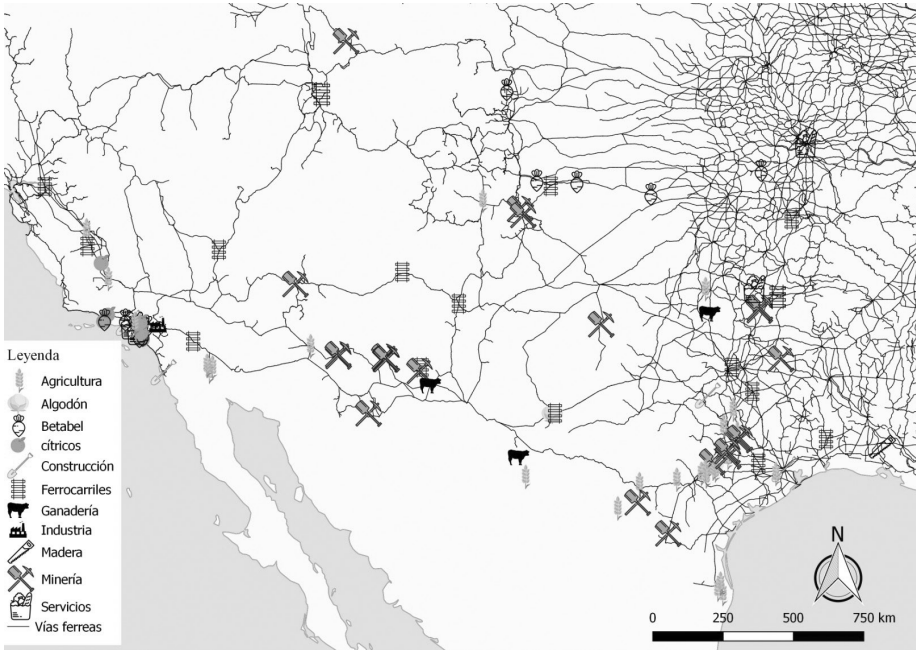 Leyenda
Agricultura
Algodón
Betabel
cítricos
Construcción
Ferrocarriles
Ganadería
Industria
Madera
Minería
Servicios
Vías ferreas
N
0 250 500 750 km